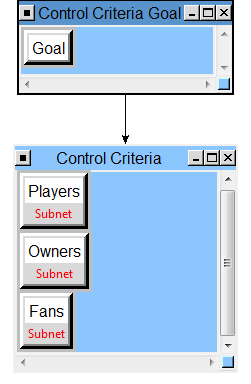 Control Criteria Goal
Goal
Control Criteria
Players
Subnet
Owners
Subnet
Fans
Subnet